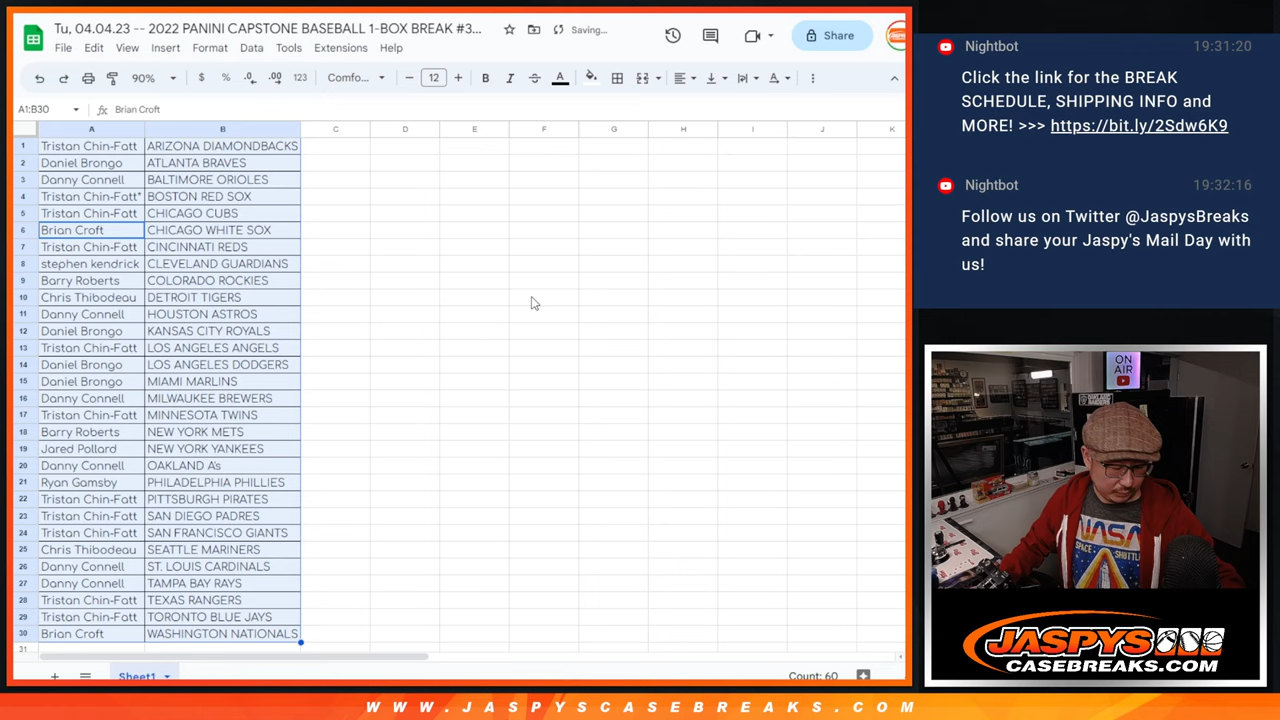 Tu, 04.04.23 -- 2022 PANINI CAPSTONE BASEBALL 1-BOX BREAK #3...
Saving...
Share
File Edit View Insert Format Data Tools Extensions Help
90% $ % .0 .00 123 Comfo... 12 B I A
A1:B30 fx Brian Croft
A B C D E F G H I J K
1 Tristan Chin-Fatt ARIZONA DIAMONDBACKS
2 Daniel Brongo ATLANTA BRAVES
3 Danny Connell BALTIMORE ORIOLES
4 Tristan Chin-Fatt* BOSTON RED SOX
5 Tristan Chin-Fatt CHICAGO CUBS
6 Brian Croft CHICAGO WHITE SOX
7 Tristan Chin-Fatt CINCINNATI REDS
8 stephen kendrick CLEVELAND GUARDIANS
9 Barry Roberts COLORADO ROCKIES
10 Chris Thibodeau DETROIT TIGERS
11 Danny Connell HOUSTON ASTROS
12 Daniel Brongo KANSAS CITY ROYALS
13 Tristan Chin-Fatt LOS ANGELES ANGELS
14 Daniel Brongo LOS ANGELES DODGERS
15 Daniel Brongo MIAMI MARLINS
16 Danny Connell MILWAUKEE BREWERS
17 Tristan Chin-Fatt MINNESOTA TWINS
18 Barry Roberts NEW YORK METS
19 Jared Pollard NEW YORK YANKEES
20 Danny Connell OAKLAND A's
21 Ryan Gamsby PHILADELPHIA PHILLIES
22 Tristan Chin-Fatt PITTSBURGH PIRATES
23 Tristan Chin-Fatt SAN DIEGO PADRES
24 Tristan Chin-Fatt SAN FRANCISCO GIANTS
25 Chris Thibodeau SEATTLE MARINERS
26 Danny Connell ST. LOUIS CARDINALS
27 Danny Connell TAMPA BAY RAYS
28 Tristan Chin-Fatt TEXAS RANGERS
29 Tristan Chin-Fatt TORONTO BLUE JAYS
30 Brian Croft WASHINGTON NATIONALS
31
Sheet1
Count: 60
Nightbot 19:31:20
Click the link for the BREAK
SCHEDULE, SHIPPING INFO and
MORE! >>> https://bit.ly/2Sdw6K9
Nightbot 19:32:16
Follow us on Twitter @JaspysBreaks
and share your Jaspy's Mail Day with
us!
ON
AIR
NASA
SPACE SHUTTLE
JASPYS
CASEBREAKS.COM
WWW.JASPYSCASEBREAKS.COM